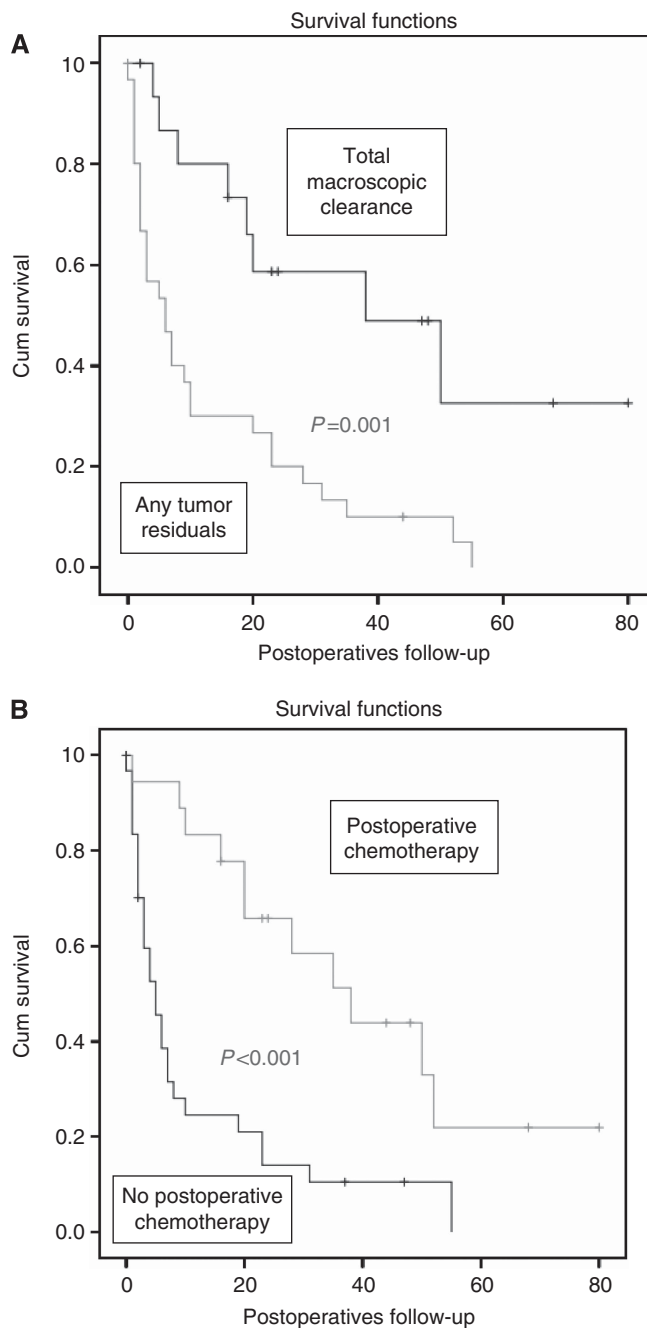 A
Survival functions
10
0.8
0.6
0.4
0.2
0.0
Cum survival
Total
macroscopic
clearance
P=0.001
Any tumor
residuals
0
20
40
60
80
Postoperatives follow-up
B
Survival functions
10
0.8
0.6
0.4
0.2
0.0
Cum survival
Postoperative
chemotherapy
P<0.001
No postoperative
chemotherapy
0
20
40
60
80
Postoperatives follow-up